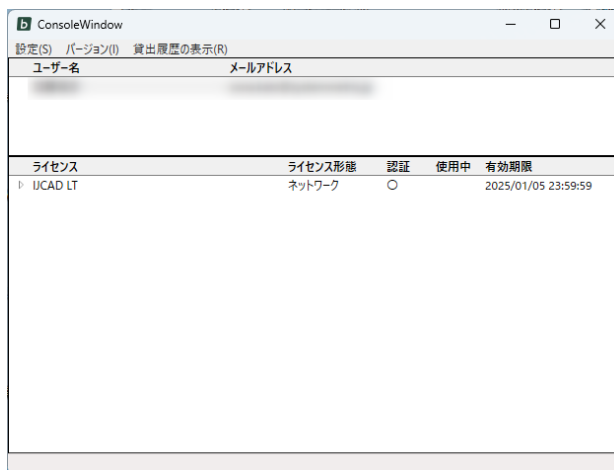 ConsoleWindow
設定(S) バージョン(I) 貸出履歴の表示(R)
ユーザー名 メールアドレス
ライセンス ライセンス形態 認証 使用中 有効期限
IJCAD LT ネットワーク ○ 2025/01/05 23:59:59